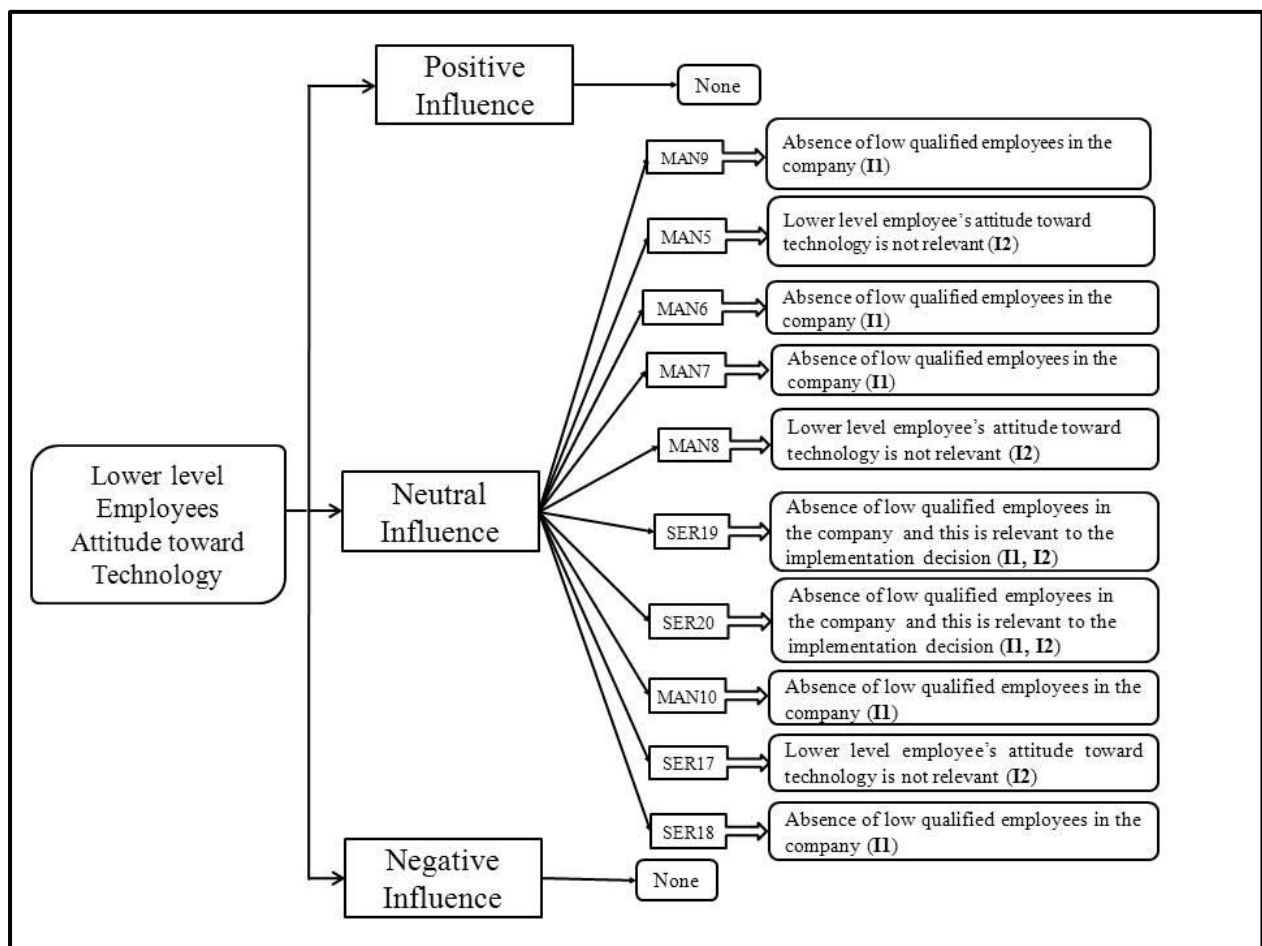 Positive
Influence
None
MAN9
Absence of low qualified employees in the
company (I1)
MAN5
Lower level employee’s attitude toward
technology is not relevant (I2)
MAN6
Absence of low qualified employees in the
company (I1)
MAN7
Absence of low qualified employees in the
company (I1)
MAN8
Lower level employee’s attitude toward
technology is not relevant (I2)
Lower level
Employees
Attitude toward
Technology
Neutral
Influence
SER19
Absence of low qualified employees in
the company and this is relevant to the
implementation decision (I1, I2)
SER20
Absence of low qualified employees in
the company and this is relevant to the
implementation decision (I1, I2)
MAN10
Absence of low qualified employees in the
company (I1)
SER17
Lower level employee’s attitude toward
technology is not relevant (I2)
SER18
Absence of low qualified employees in the
company (I1)
Negative
Influence
None